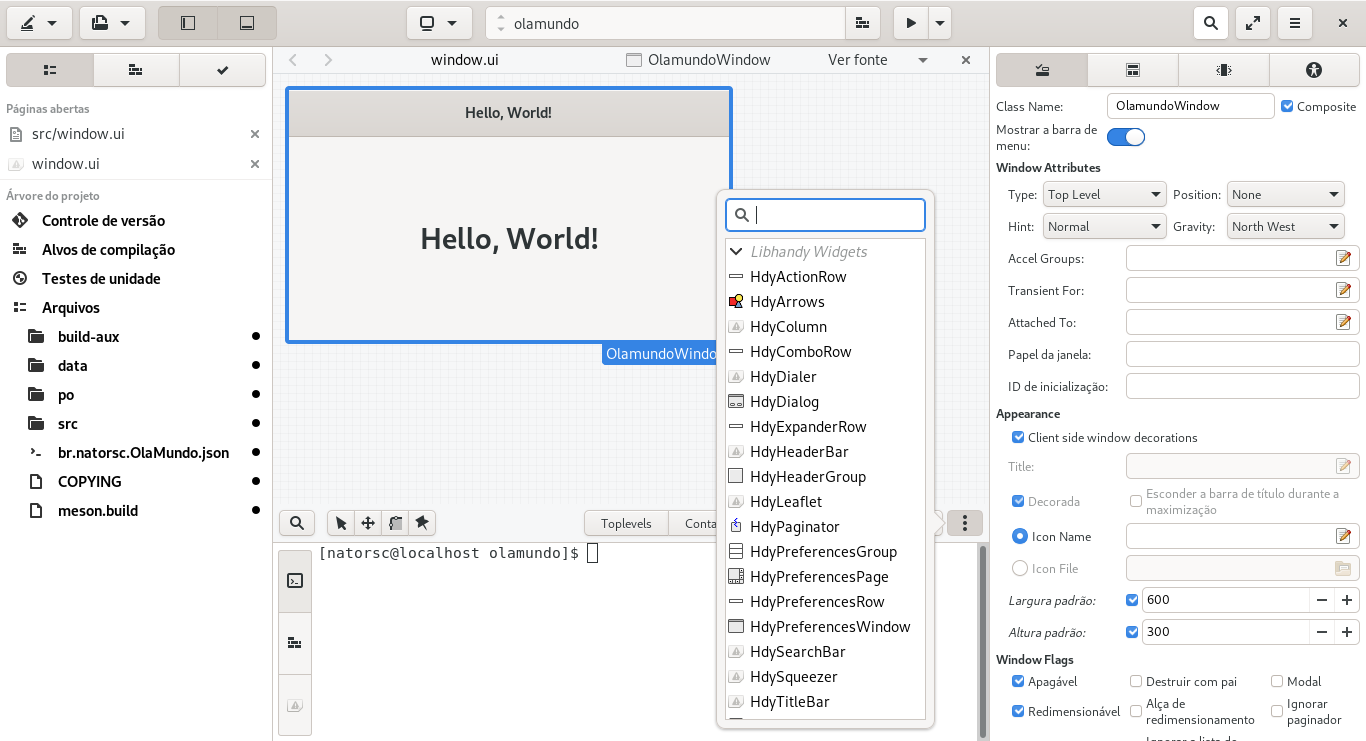 olamundo
Páginas abertas
src/window.ui
window.ui
Árvore do projeto
Controle de versão
Alvos de compilação
Testes de unidade
Arquivos
build-aux
data
po
src
br.natorsc.OlaMundo.json
COPYING
meson.build
window.ui
OlamundoWindow
Ver fonte
Hello, World!
Hello, World!
OlamundoWindo
Libhandy Widgets
HdyActionRow
HdyArrows
HdyColumn
HdyComboRow
HdyDialer
HdyDialog
HdyExpanderRow
HdyHeaderBar
HdyHeaderGroup
HdyLeaflet
HdyPaginator
HdyPreferencesGroup
HdyPreferencesPage
HdyPreferencesRow
HdyPreferencesWindow
HdySearchBar
HdySqueezer
HdyTitleBar
Toplevels
Conta
[natorsc@localhost olamundo]$
Class Name:
OlamundoWindow
Composite
Mostrar a barra de
menu:
Window Attributes
Type:
Top Level
Position:
None
Hint:
Normal
Gravity:
North West
Accel Groups:
Transient For:
Attached To:
Papel da janela:
ID de inicialização:
Appearance
Client side window decorations
Title:
Decorada
Esconder a barra de título durante a
maximização
Icon Name
Icon File
Largura padrão:
600
Altura padrão:
300
Window Flags
Apagável
Destruir com pai
Modal
Redimensionável
Alça de
redimensionamento
Ignorar
paginador